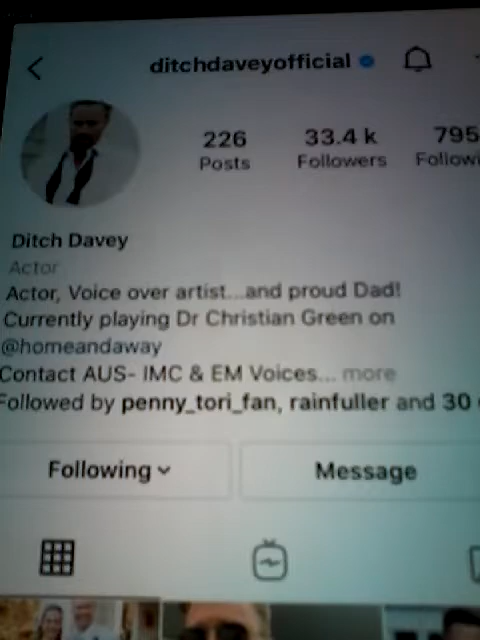 ditchdaveyofficial
226 33.4 k 795
Posts Followers Followi
Ditch Davey
Actor
Actor, Voice over artist...and proud Dad!
Currently playing Dr Christian Green on
@homeandaway
Contact AUS- IMC & EM Voices... more
Followed by penny_tori_fan, rainfuller and 30
Following Message